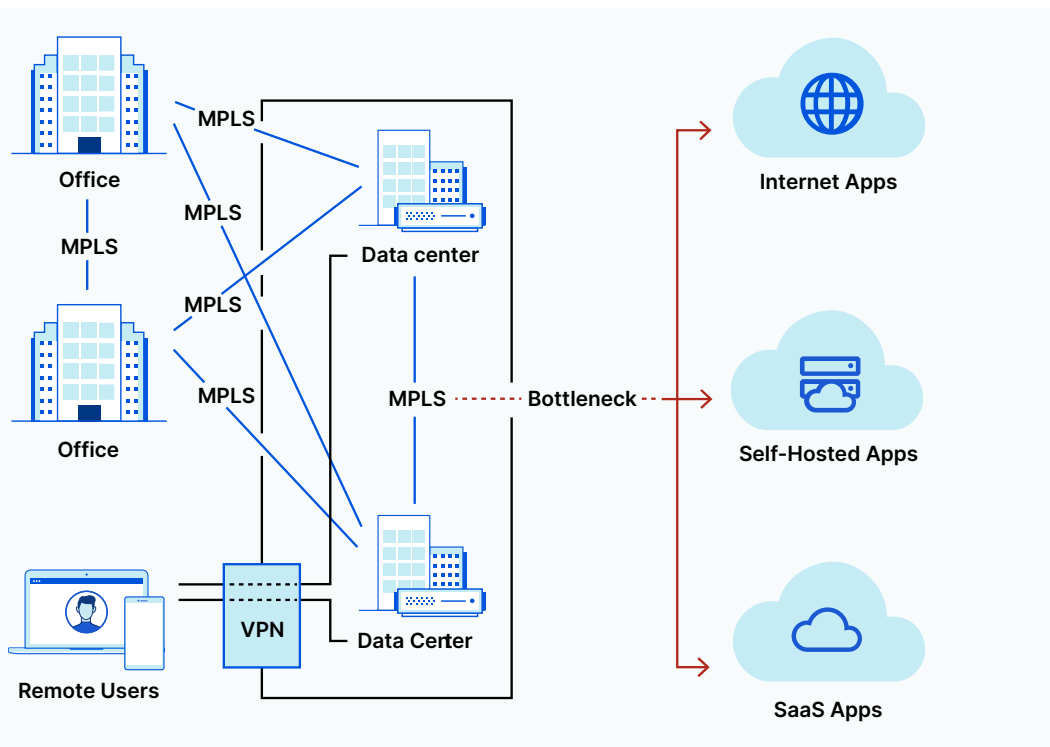 MPLS
Office
Internet Apps
MPLS
MPLS
Data center
MPLS
MPLS
MPLS
Bottleneck
Office
Self-Hosted Apps
VPN
Data Center
Remote Users
SaaS Apps